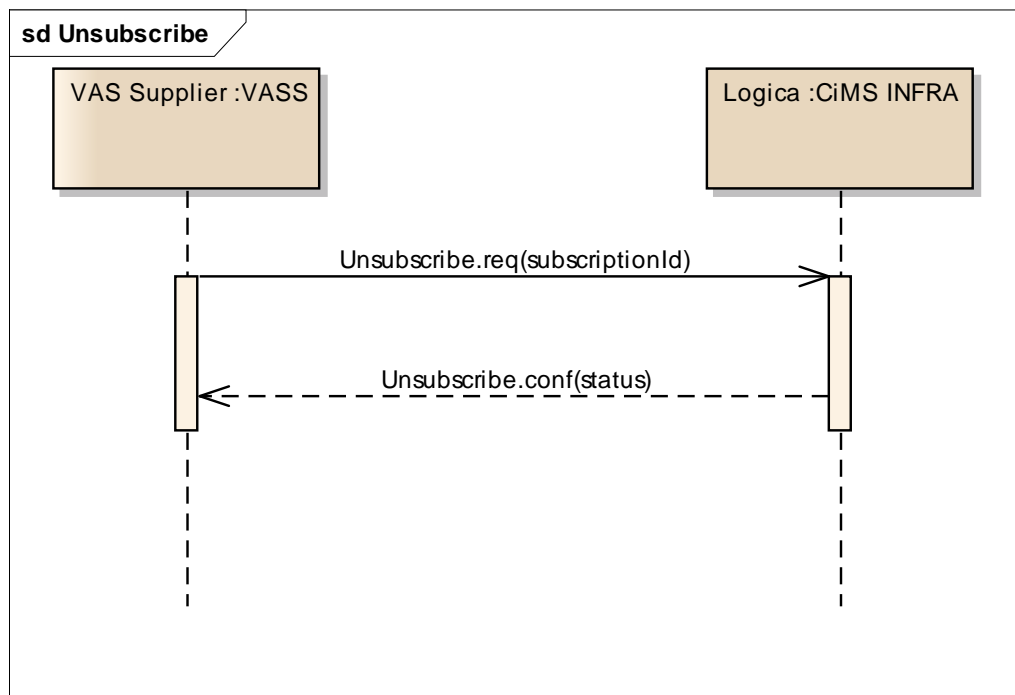 sd Unsubscribe
VAS Supplier :VASS
Logica :CiMS INFRA
Unsubscribe.req(subscriptionId)
Unsubscribe.conf(status)